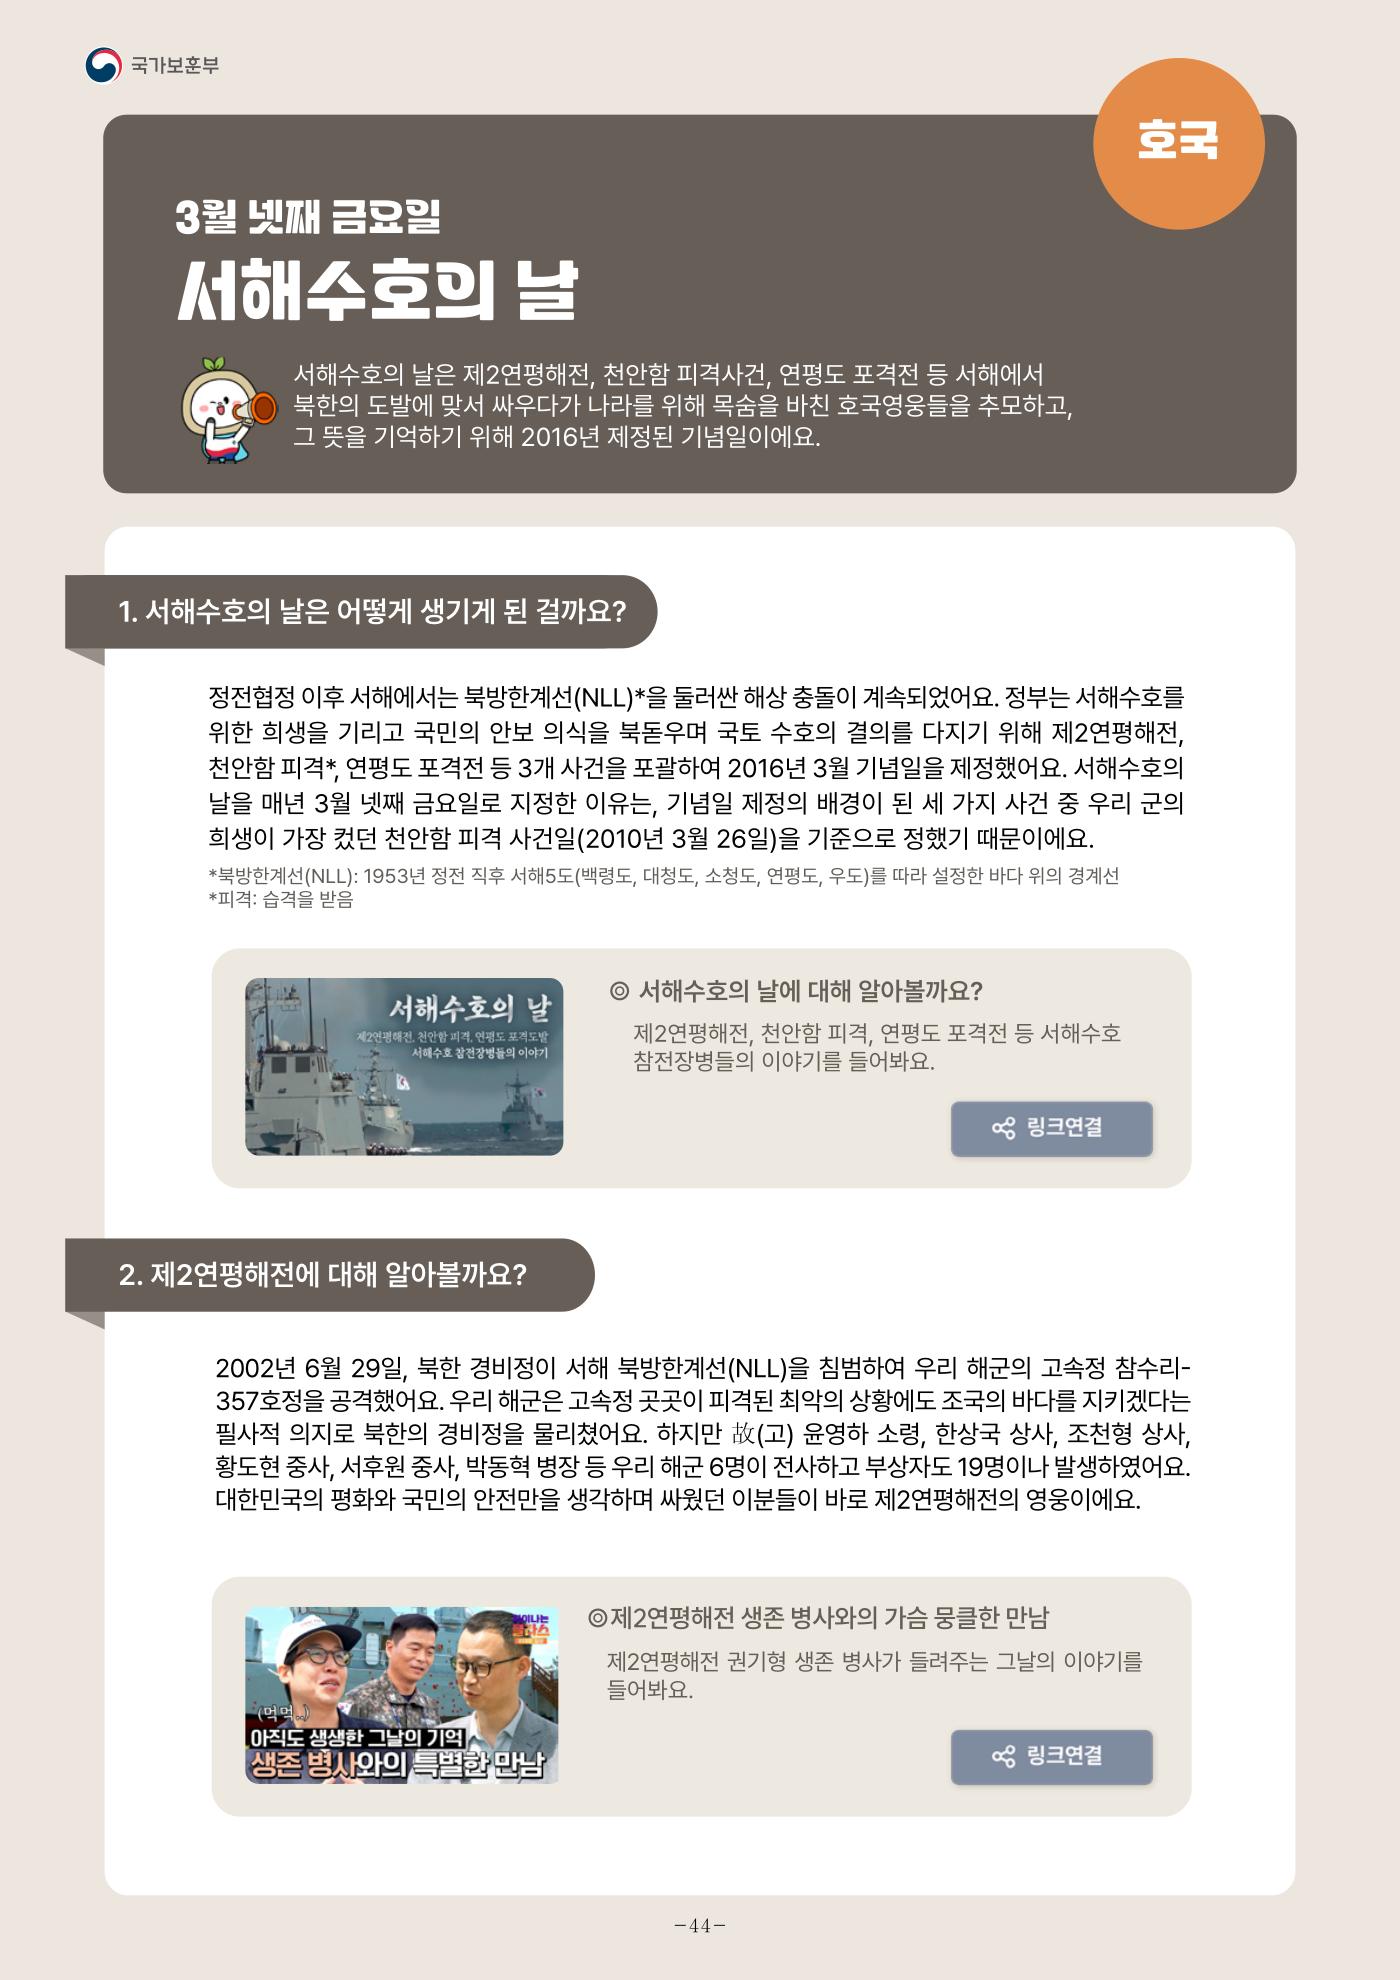 국가보훈부
호국
3월 넷째 금요일
서해수호의 날
서해수호의 날은 제2연평해전, 천안함 피격사건, 연평도 포격전 등 서해에서
북한의 도발에 맞서 싸우다가 나라를 위해 목숨을 바친 호국영웅들을 추모하고,
그 뜻을 기억하기 위해 2016년 제정된 기념일이에요.
1. 서해수호의 날은 어떻게 생기게 된 걸까요?
정전협정 이후 서해에서는 북방한계선(NLL)*을 둘러싼 해상 충돌이 계속되었어요. 정부는 서해수호를
위한 희생을 기리고 국민의 안보 의식을 북돋우며 국토 수호의 결의를 다지기 위해 제2연평해전,
천안함 피격*, 연평도 포격전 등 3개 사건을 포괄하여 2016년 3월 기념일을 제정했어요. 서해수호의
날을 매년 3월 넷째 금요일로 지정한 이유는, 기념일 제정의 배경이 된 세 가지 사건 중 우리 군의
희생이 가장 컸던 천안함 피격 사건일(2010년 3월 26일)을 기준으로 정했기 때문이에요.
*북방한계선(NLL): 1953년 정전 직후 서해5도(백령도, 대청도, 소청도, 연평도, 우도)를 따라 설정한 바다 위의 경계선
*피격: 습격을 받음
서해수호의 날
제2연평해전, 천안함 피격, 연평도 포격도발
서해수호 참전장병들의 이야기
◎ 서해수호의 날에 대해 알아볼까요?
제2연평해전, 천안함 피격, 연평도 포격전 등 서해수호
참전장병들의 이야기를 들어봐요.
링크연결
2. 제2연평해전에 대해 알아볼까요?
2002년 6월 29일, 북한 경비정이 서해 북방한계선(NLL)을 침범하여 우리 해군의 고속정 참수리-
357호정을 공격했어요. 우리 해군은 고속정 곳곳이 피격된 최악의 상황에도 조국의 바다를 지키겠다는
필사적 의지로 북한의 경비정을 물리쳤어요. 하지만 故(고) 윤영하 소령, 한상국 상사, 조천형 상사,
황도현 중사, 서후원 중사, 박동혁 병장 등 우리 해군 6명이 전사하고 부상자도 19명이나 발생하였어요.
대한민국의 평화와 국민의 안전만을 생각하며 싸웠던 이분들이 바로 제2연평해전의 영웅이에요.
(먹먹..)
아직도 생생한 그날의 기억
생존 병사와의 특별한 만남
◎제2연평해전 생존 병사와의 가슴 뭉클한 만남
제2연평해전 권기형 생존 병사가 들려주는 그날의 이야기를
들어봐요.
링크연결
-44-